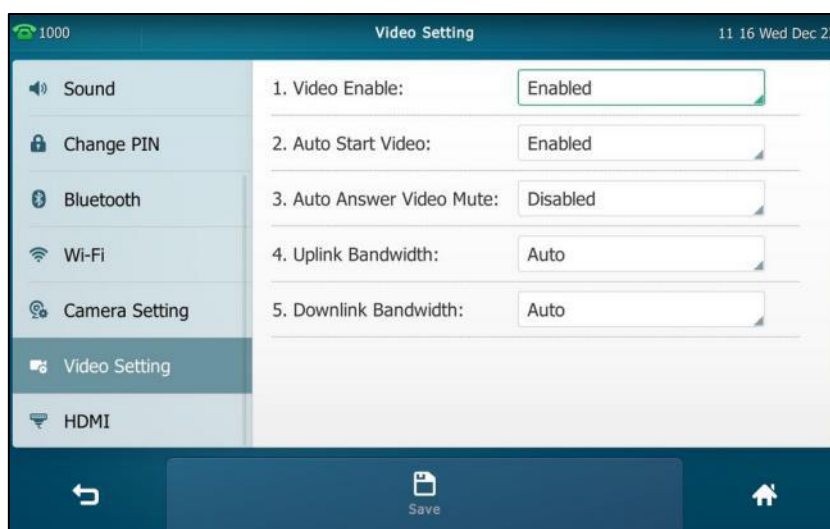 1000
Video Setting
11 16 Wed Dec 2
Sound
Change PIN
Bluetooth
Wi-Fi
Camera Setting
Video Setting
HDMI
1. Video Enable: Enabled
2. Auto Start Video: Enabled
3. Auto Answer Video Mute: Disabled
4. Uplink Bandwidth: Auto
5. Downlink Bandwidth: Auto
Save